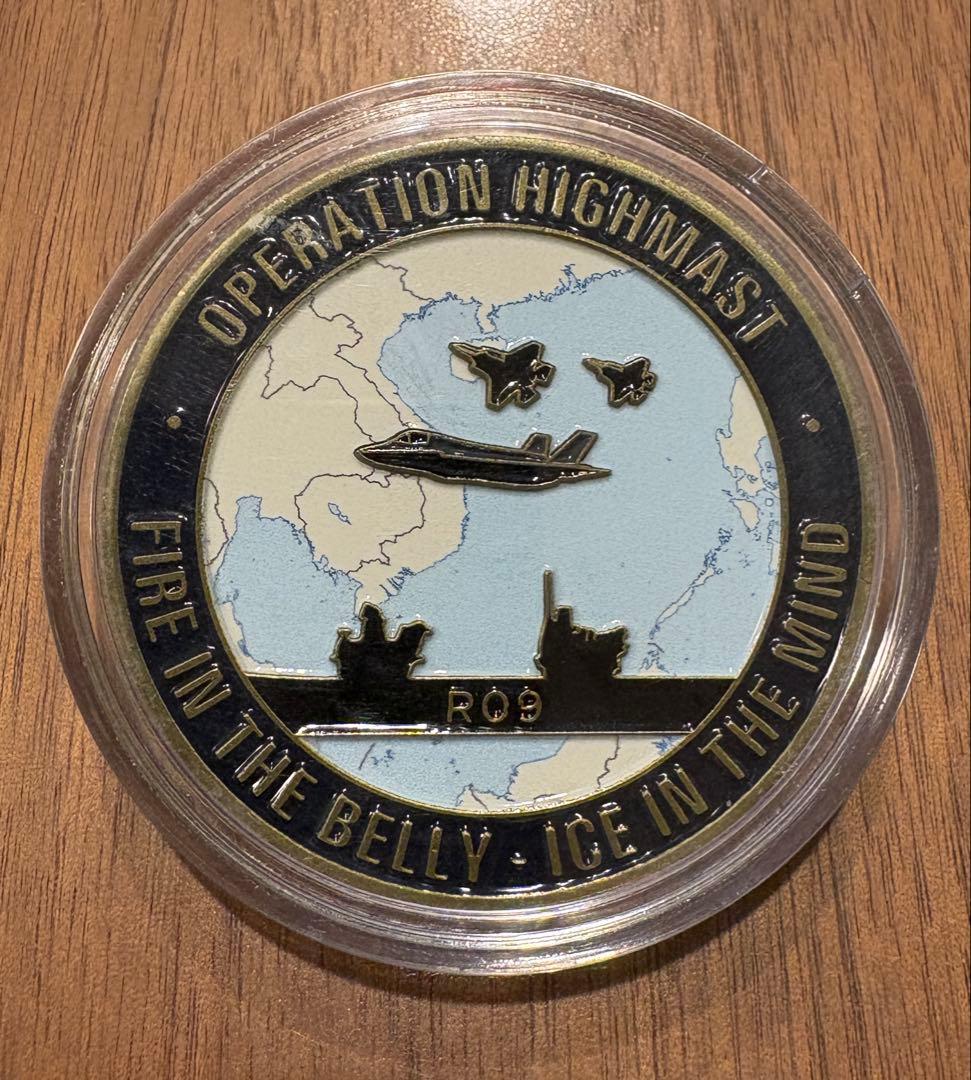 OPERATION HIGHMAST
R09
FIRE IN THE BELLY · ICE IN THE MIND